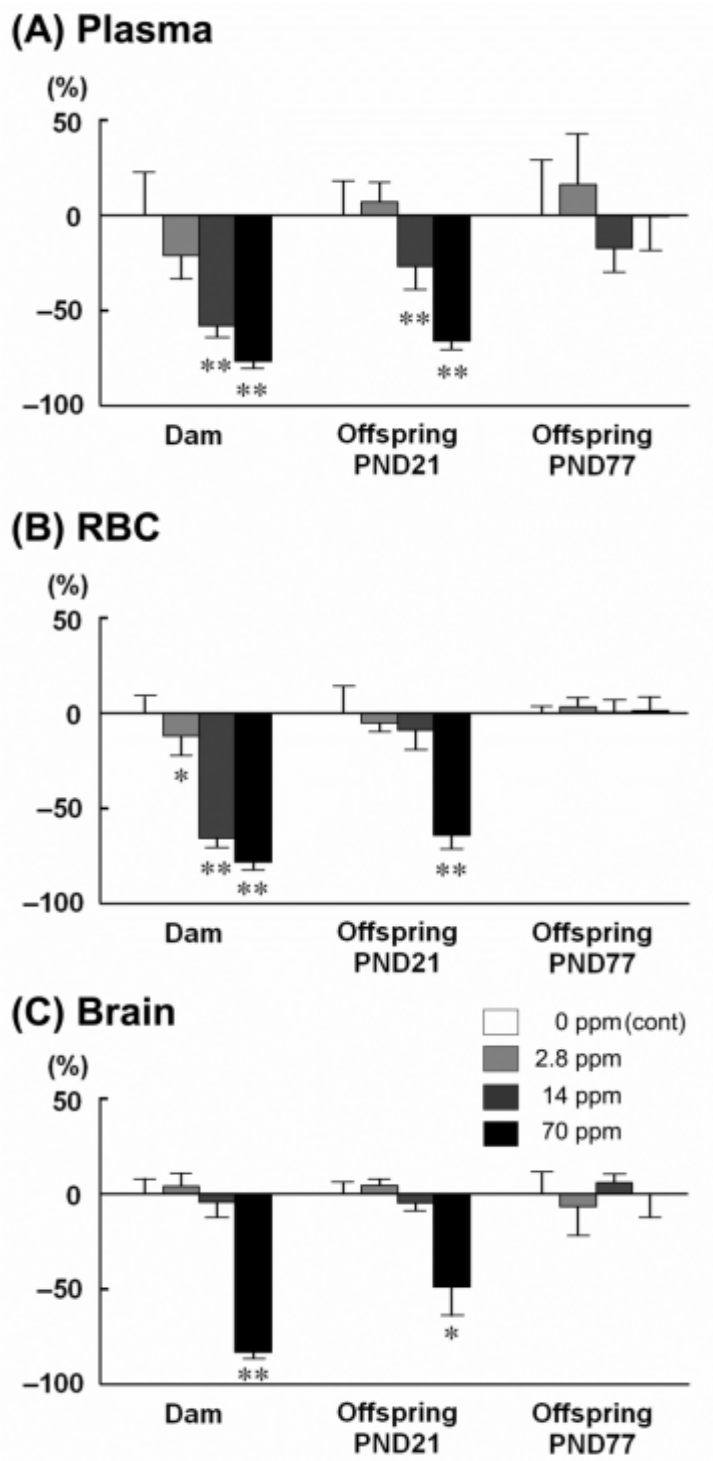 (A) Plasma
(%)
50
0
−50
−100
**
**
**
**
Dam
Offspring
PND21
Offspring
PND77
(B) RBC
(%)
50
0
−50
−100
*
**
**
**
Dam
Offspring
PND21
Offspring
PND77
(C) Brain
(%)
0 ppm (cont)
2.8 ppm
14 ppm
70 ppm
50
0
−50
−100
**
*
Dam
Offspring
PND21
Offspring
PND77